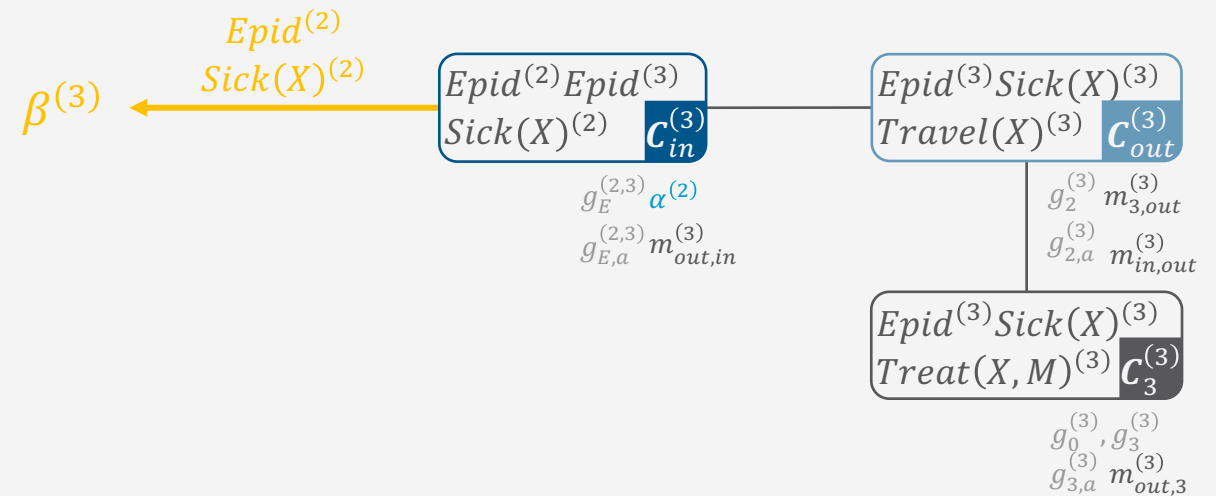 Epid^(2)
Sick(X)^(2)
β^(3)
Epid^(2)Epid^(3)
Sick(X)^(2) C_in^(3)
g_E^(2,3) α^(2)
g_E,a^(2,3) m_out,in^(3)
Epid^(3)Sick(X)^(3)
Travel(X)^(3) C_out^(3)
g_2^(3) m_3,out^(3)
g_2,a^(3) m_in,out^(3)
Epid^(3)Sick(X)^(3)
Treat(X, M)^(3) C_3^(3)
g_0^(3), g_3^(3)
g_3,a^(3) m_out,3^(3)